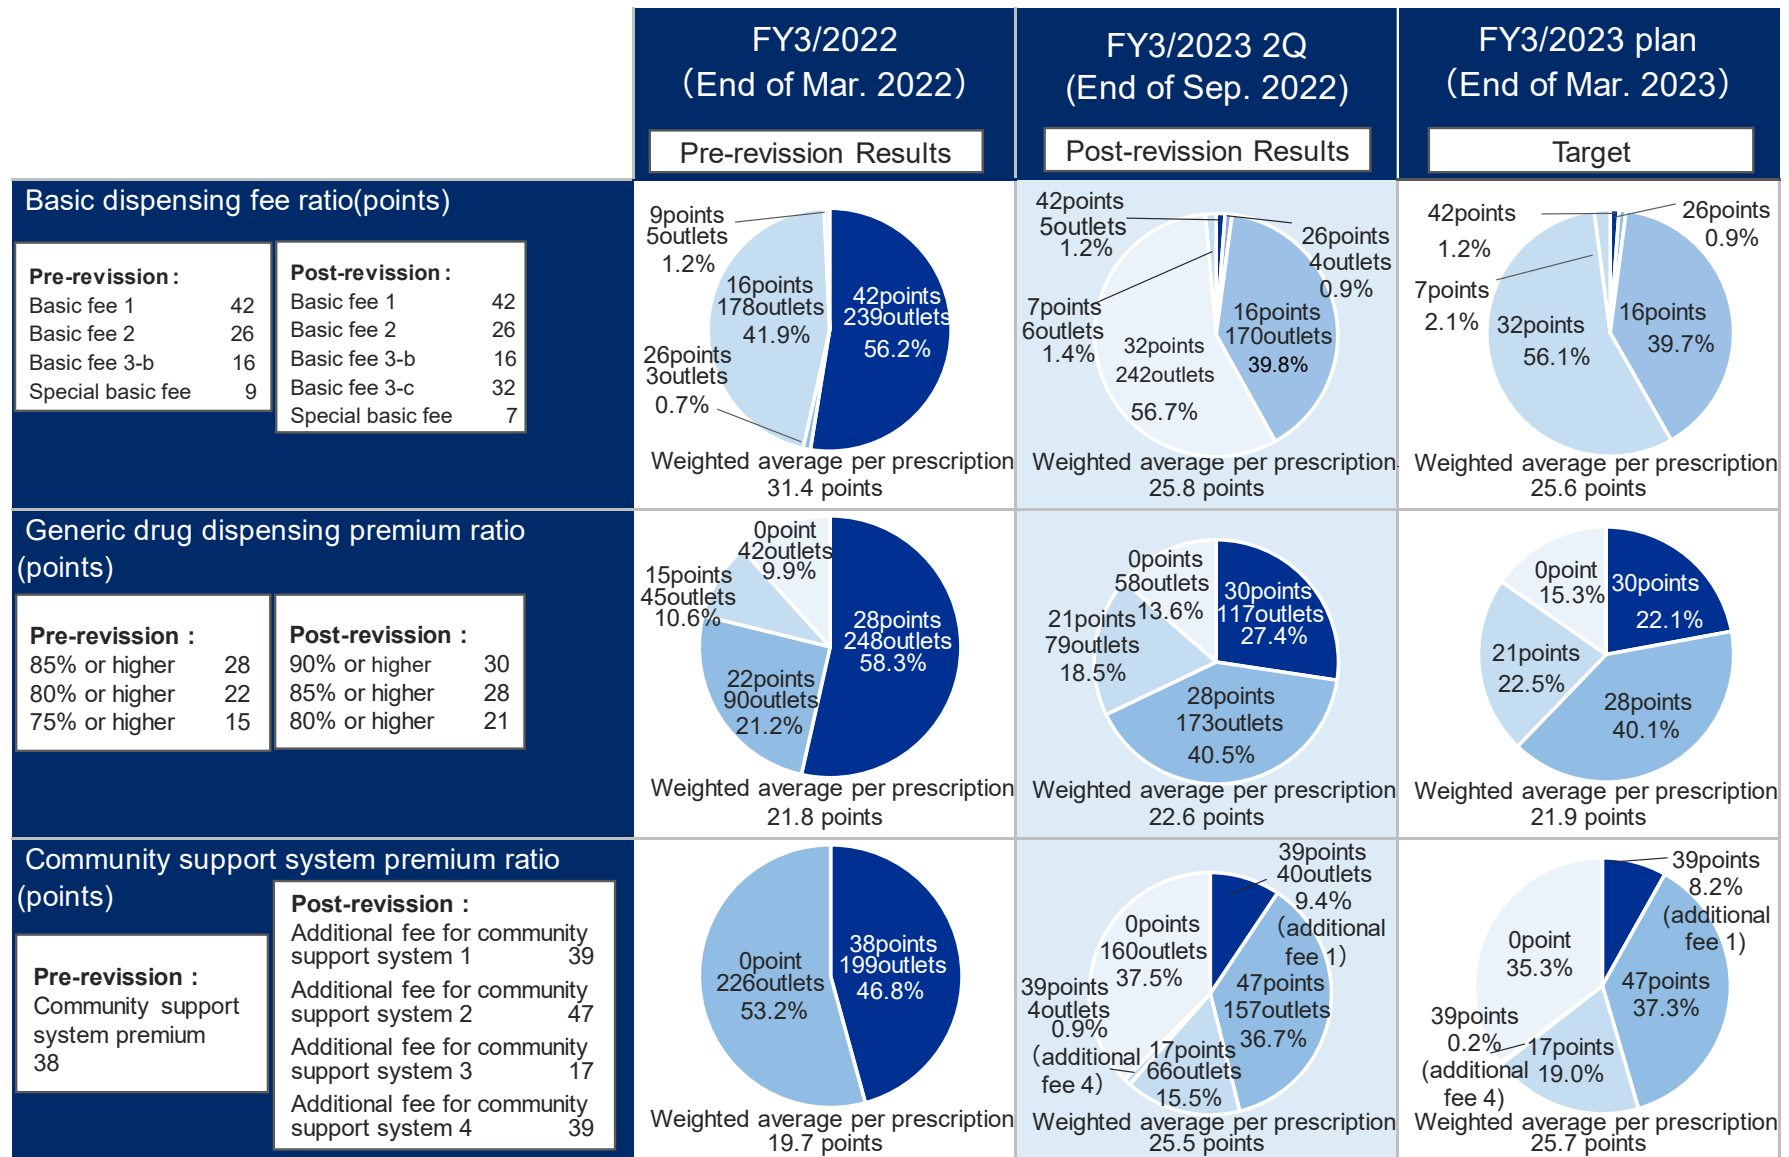 FY3/2022
（End of Mar. 2022）
Pre-revission Results
FY3/2023 2Q
(End of Sep. 2022)
Post-revission Results
FY3/2023 plan
（End of Mar. 2023）
Target
Basic dispensing fee ratio(points)
Pre-revission :
Basic fee 1 42
Basic fee 2 26
Basic fee 3-b 16
Special basic fee 9
Post-revission :
Basic fee 1 42
Basic fee 2 26
Basic fee 3-b 16
Basic fee 3-c 32
Special basic fee 7
9points
5outlets
1.2%
16points
178outlets
41.9%
42points
239outlets
56.2%
26points
3outlets
0.7%
Weighted average per prescription
31.4 points
42points
5outlets
1.2%
26points
4outlets
0.9%
7points
6outlets
1.4%
16points
170outlets
39.8%
32points
242outlets
56.7%
Weighted average per prescription
25.8 points
42points
1.2%
26points
0.9%
7points
2.1%
32points
56.1%
16points
39.7%
Weighted average per prescription
25.6 points
Generic drug dispensing premium ratio
(points)
Pre-revission :
85% or higher 28
80% or higher 22
75% or higher 15
Post-revission :
90% or higher 30
85% or higher 28
80% or higher 21
0point
42outlets
9.9%
15points
45outlets
10.6%
28points
248outlets
58.3%
22points
90outlets
21.2%
Weighted average per prescription
21.8 points
0points
58outlets
13.6%
30points
117outlets
27.4%
21points
79outlets
18.5%
28points
173outlets
40.5%
Weighted average per prescription
22.6 points
0point
15.3%
30points
22.1%
21points
22.5%
28points
40.1%
Weighted average per prescription
21.9 points
Community support system premium ratio
(points)
Pre-revission :
Community support
system premium
38
Post-revission :
Additional fee for community
support system 1 39
Additional fee for community
support system 2 47
Additional fee for community
support system 3 17
Additional fee for community
support system 4 39
0point
226outlets
53.2%
38points
199outlets
46.8%
Weighted average per prescription
19.7 points
39points
40outlets
9.4%
（additional
fee 1）
0points
160outlets
37.5%
47points
157outlets
36.7%
39points
4outlets
0.9%
（additional
fee 4）
17points
66outlets
15.5%
Weighted average per prescription
25.5 points
39points
8.2%
(additional
fee 1)
0point
35.3%
47points
37.3%
39points
0.2%
(additional
fee 4)
17points
19.0%
Weighted average per prescription
25.7 points